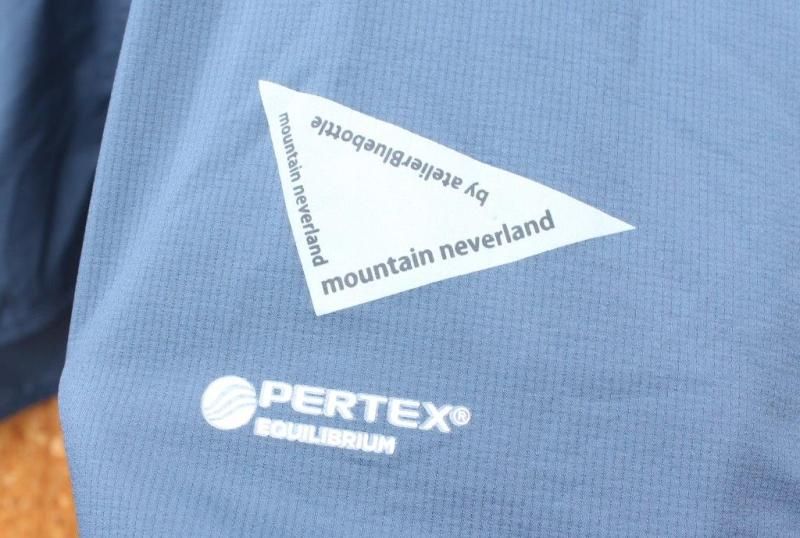 by atelierBluebottle
mountain neverland
mountain neverland
PERTEX®
EQUILIBRIUM